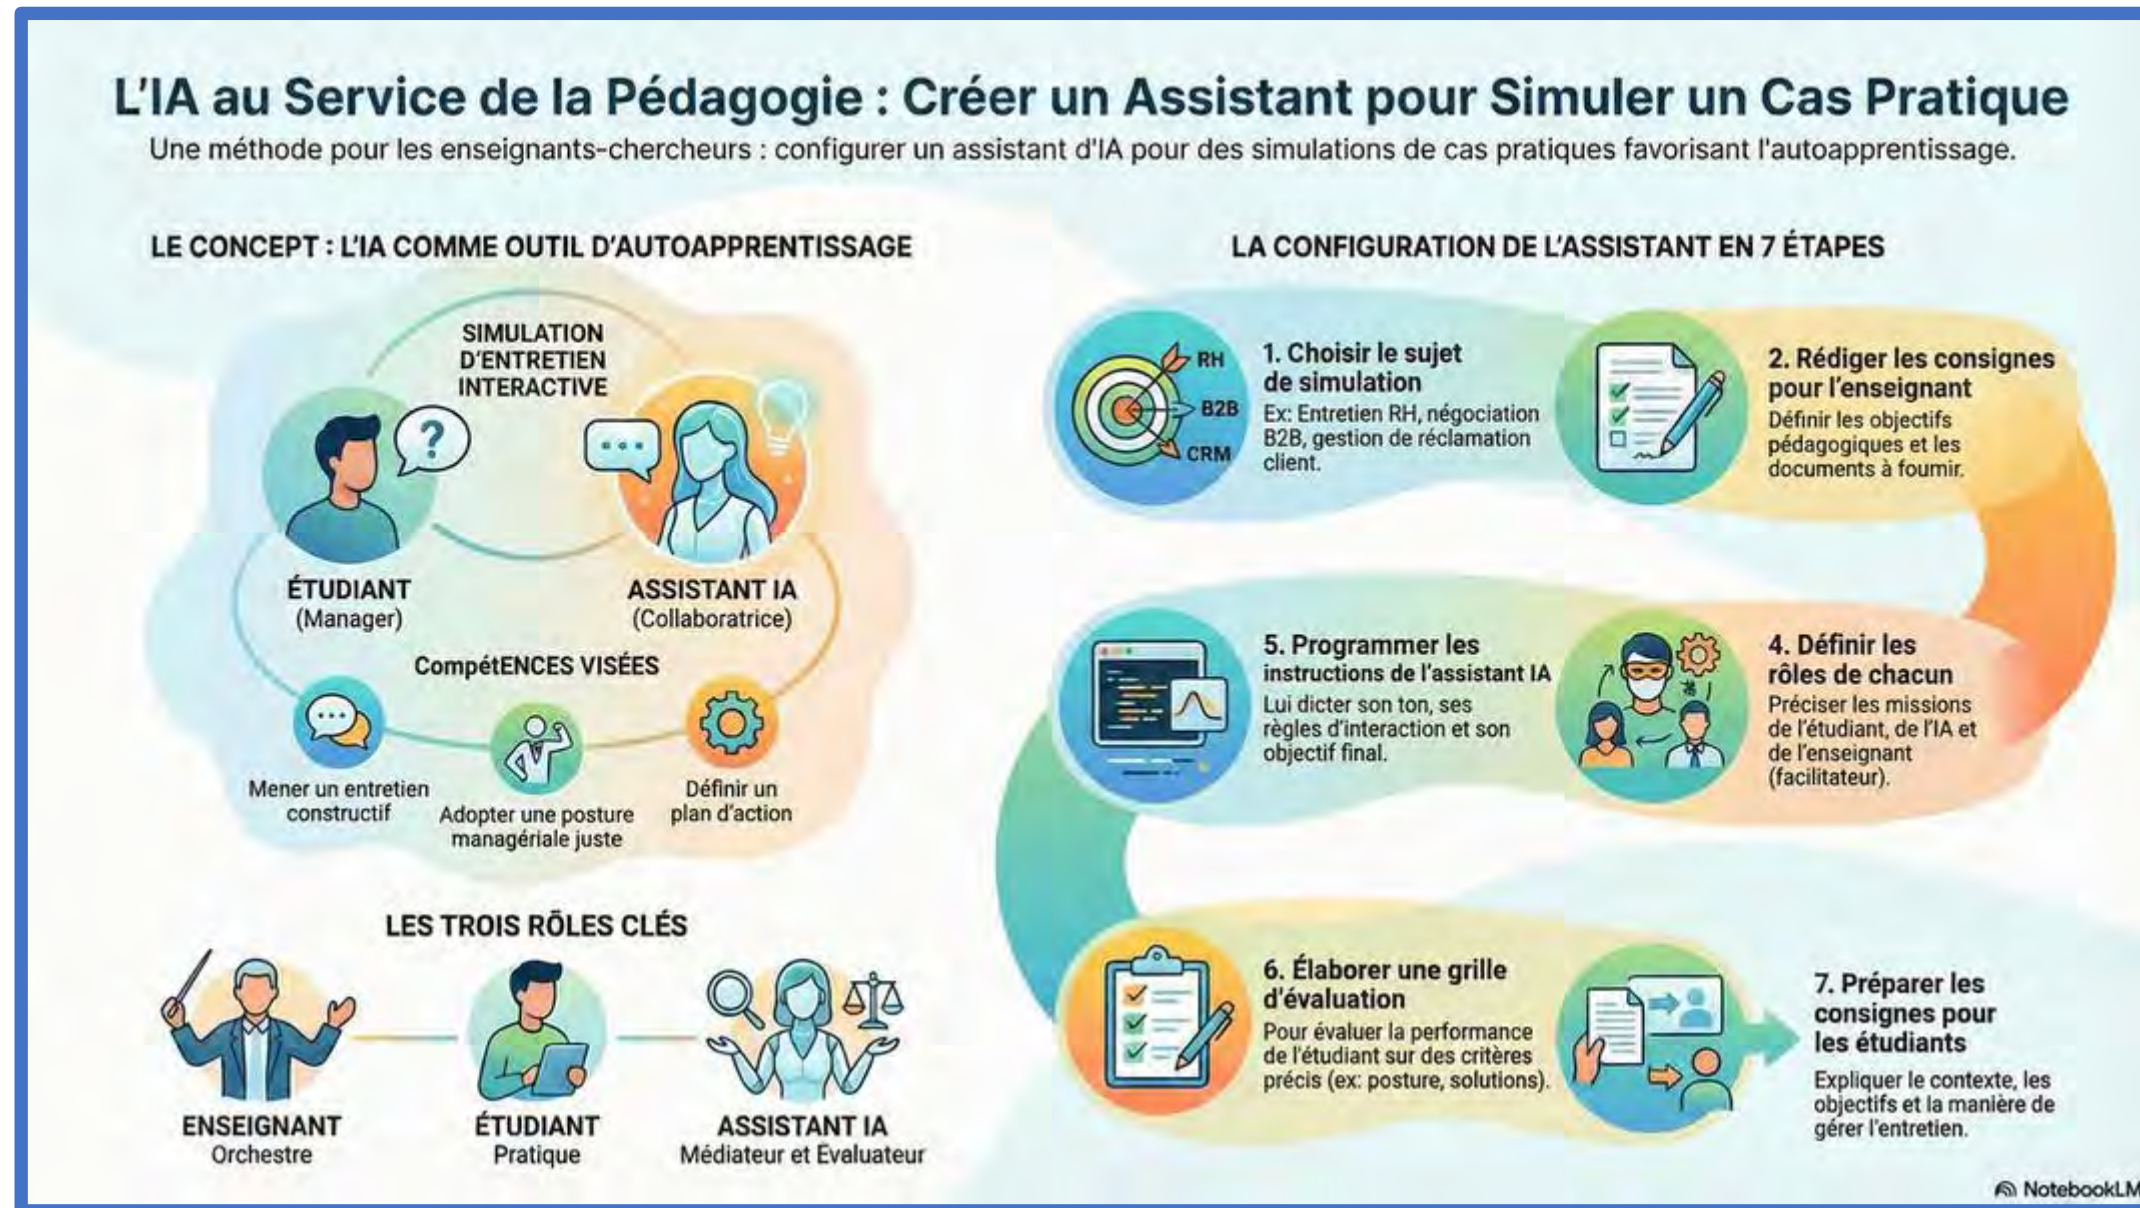 L'IA au Service de la Pédagogie : Créer un Assistant pour Simuler un Cas Pratique
Une méthode pour les enseignants-chercheurs : configurer un assistant d'IA pour des simulations de cas pratiques favorisant l'autoapprentissage.
LE CONCEPT : L'IA COMME OUTIL D'AUTOAPPRENTISSAGE
SIMULATION
D'ENTRETIEN
INTERACTIVE
?
ÉTUDIANT
(Manager)
ASSISTANT IA
(Collaboratrice)
CompétENCES VISÉES
Mener un entretien
constructif
Adopter une posture
managériale juste
Définir un
plan d'action
LES TROIS RÔLES CLÉS
ENSEIGNANT
Orchestre
ÉTUDIANT
Pratique
ASSISTANT IA
Médiateur et Evaluateur
LA CONFIGURATION DE L'ASSISTANT EN 7 ÉTAPES
RH
B2B
CRM
1. Choisir le sujet
de simulation
Ex: Entretien RH, négociation
B2B, gestion de réclamation
client.
2. Rédiger les consignes
pour l'enseignant
Définir les objectifs
pédagogiques et les
documents à foumir.
5. Programmer les
instructions de l'assistant IA
Lui dicter son ton, ses
règles d'interaction et son
objectif final.
4. Définir les
rôles de chacun
Préciser les missions
de l'étudiant, de l'IA et
de l'enseignant
(facilitateur).
6. Élaborer une grille
d'évaluation
Pour évaluer la performance
de l'étudiant sur des critères
précis (ex: posture, solutions).
7. Préparer les
consignes pour
les étudiants
Expliquer le contexte, les
objectifs et la manière de
gérer l'entretien.
NotebookLM